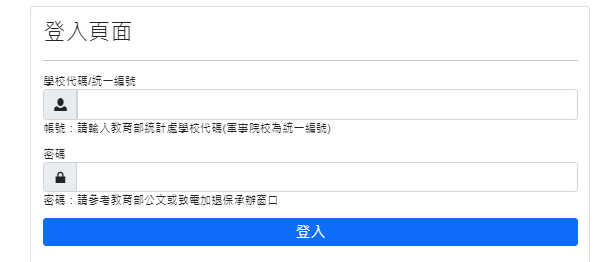 登入頁面
學校代碼/統一編號
帳號：請輸入教育部統計處學校代碼(軍事院校為統一編號)
密碼
密碼：請參考教育部公文或致電加退保承辦窗口
登入